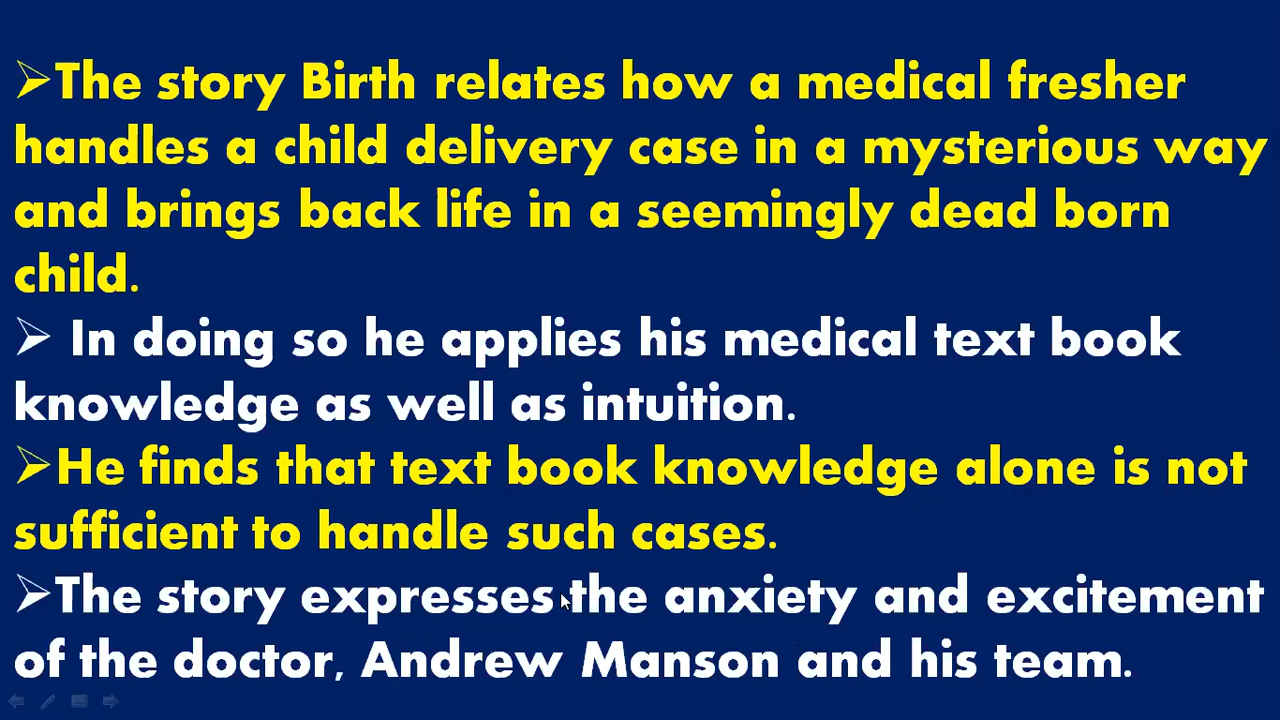 ➢The story Birth relates how a medical fresher
handles a child delivery case in a mysterious way
and brings back life in a seemingly dead born
child.
➢ In doing so he applies his medical text book
knowledge as well as intuition.
➢He finds that text book knowledge alone is not
sufficient to handle such cases.
➢The story expresses the anxiety and excitement
of the doctor, Andrew Manson and his team.